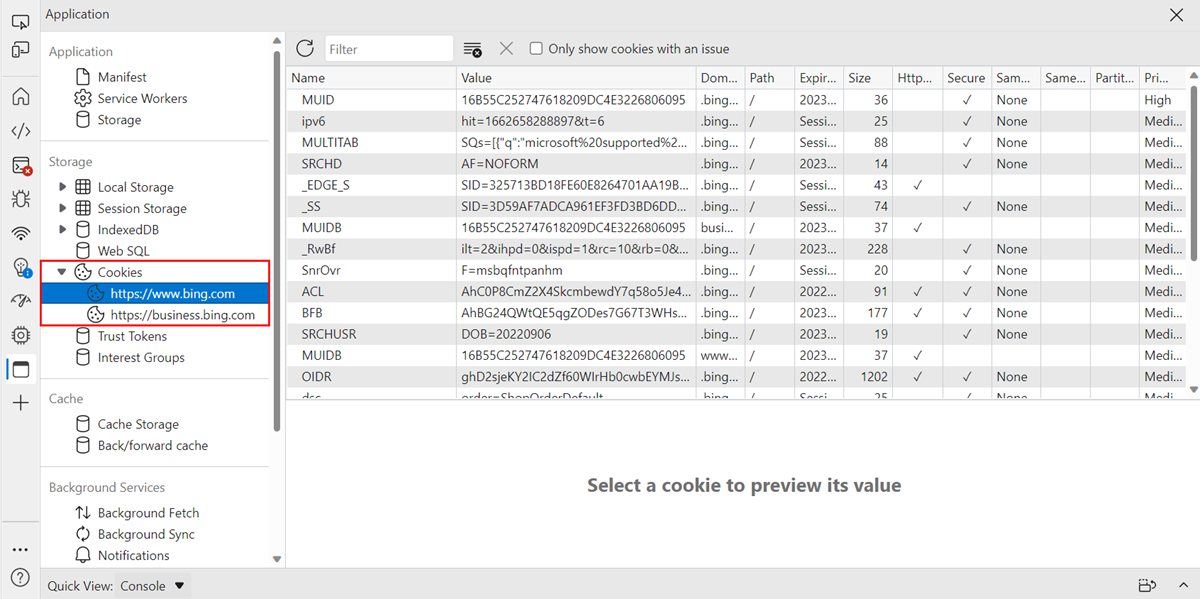 Application
Application
Manifest
Service Workers
Storage
Storage
Local Storage
Session Storage
IndexedDB
Web SQL
Cookies
https://www.bing.com
https://business.bing.com
Trust Tokens
Interest Groups
Cache
Cache Storage
Back/forward cache
Background Services
Background Fetch
Background Sync
Notifications
Filter Only show cookies with an issue
Name Value Dom... Path Expir... Size Http... Secure Sam... Same... Partit... Pri...
MUID 16B55C252747618209DC4E3226806095 .bing... / 2023... 36 ✓ None High
ipv6 hit=1662658288897&t=6 .bing... / Sessi... 25 ✓ None Medi...
MULTITAB SQs=[{"q":"microsoft%20supported%2... .bing... / Sessi... 88 ✓ None Medi...
SRCHD AF=NOFORM .bing... / 2023... 14 ✓ None Medi...
_EDGE_S SID=325713BD18FE60E8264701AA19B... .bing... / Sessi... 43 ✓ Medi...
_SS SID=3D59AF7ADCA961EF3FD3BD6DD... .bing... / Sessi... 74 ✓ None Medi...
MUIDB 16B55C252747618209DC4E3226806095 busi... / 2023... 37 ✓ Medi...
_RwBf ilt=2&ihpd=0&ispd=1&rc=10&rb=0&... .bing... / 2023... 228 ✓ None Medi...
SnrOvr F=msbqfntpanhm .bing... / Sessi... 20 ✓ None Medi...
ACL AhC0P8CmZ2X4SkcmbewdY7q58o5Je4... .bing... / 2022... 91 ✓ ✓ None Medi...
BFB AhBG24QWtQE5qgZODes7G67T3WHs... .bing... / 2023... 177 ✓ ✓ None Medi...
SRCHUSR DOB=20220906 .bing... / 2023... 19 ✓ None Medi...
MUIDB 16B55C252747618209DC4E3226806095 www... / 2023... 37 ✓ Medi...
OIDR ghD2sjeKY2IC2dZf60WIrHb0cwbEYMJs... .bing... / 2022... 1202 ✓ ✓ None Medi...
dsc order=ShopOrderDefault .bing... / Sessi... 25 ✓ None Medi...
Select a cookie to preview its value
Quick View: Console